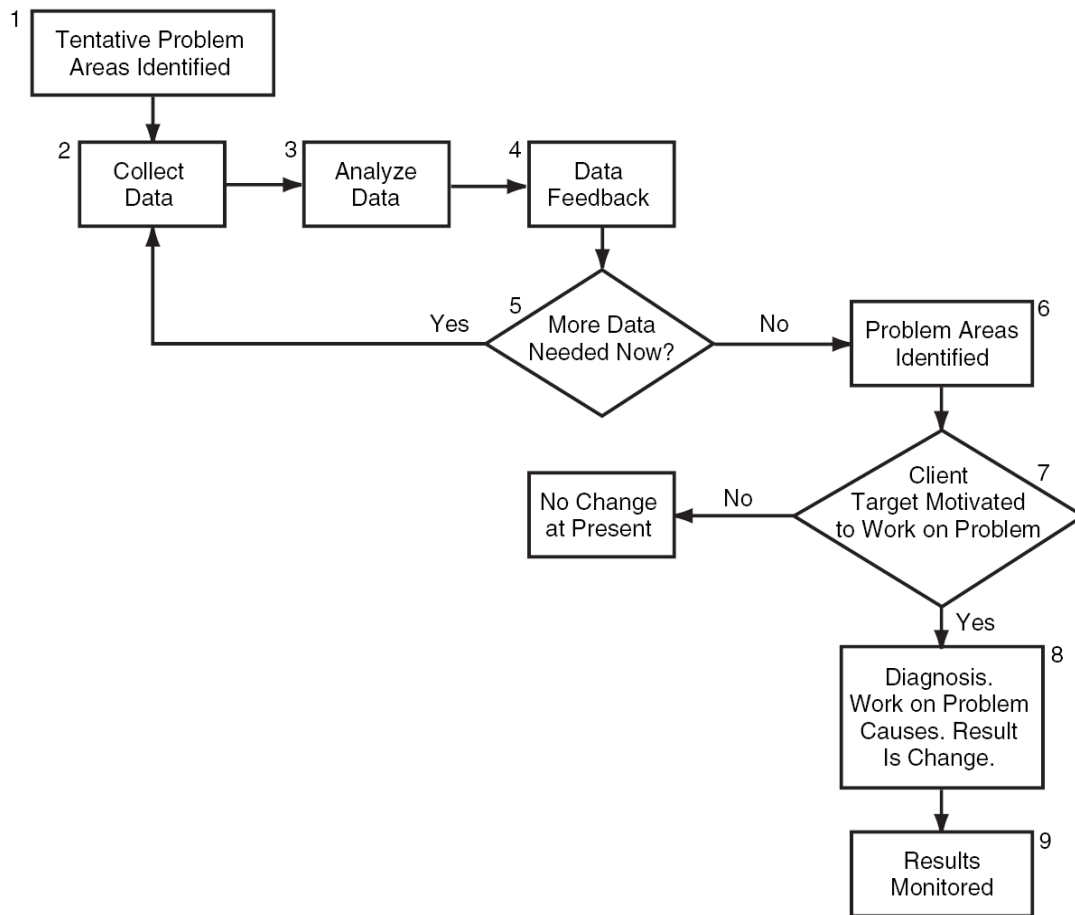 1
Tentative Problem
Areas Identified
2
Collect
Data
3
Analyze
Data
4
Data
Feedback
5
More Data
Needed Now?
Yes
No
6
Problem Areas
Identified
7
Client
Target Motivated
to Work on Problem
No
No Change
at Present
Yes
8
Diagnosis.
Work on Problem
Causes. Result
Is Change.
9
Results
Monitored